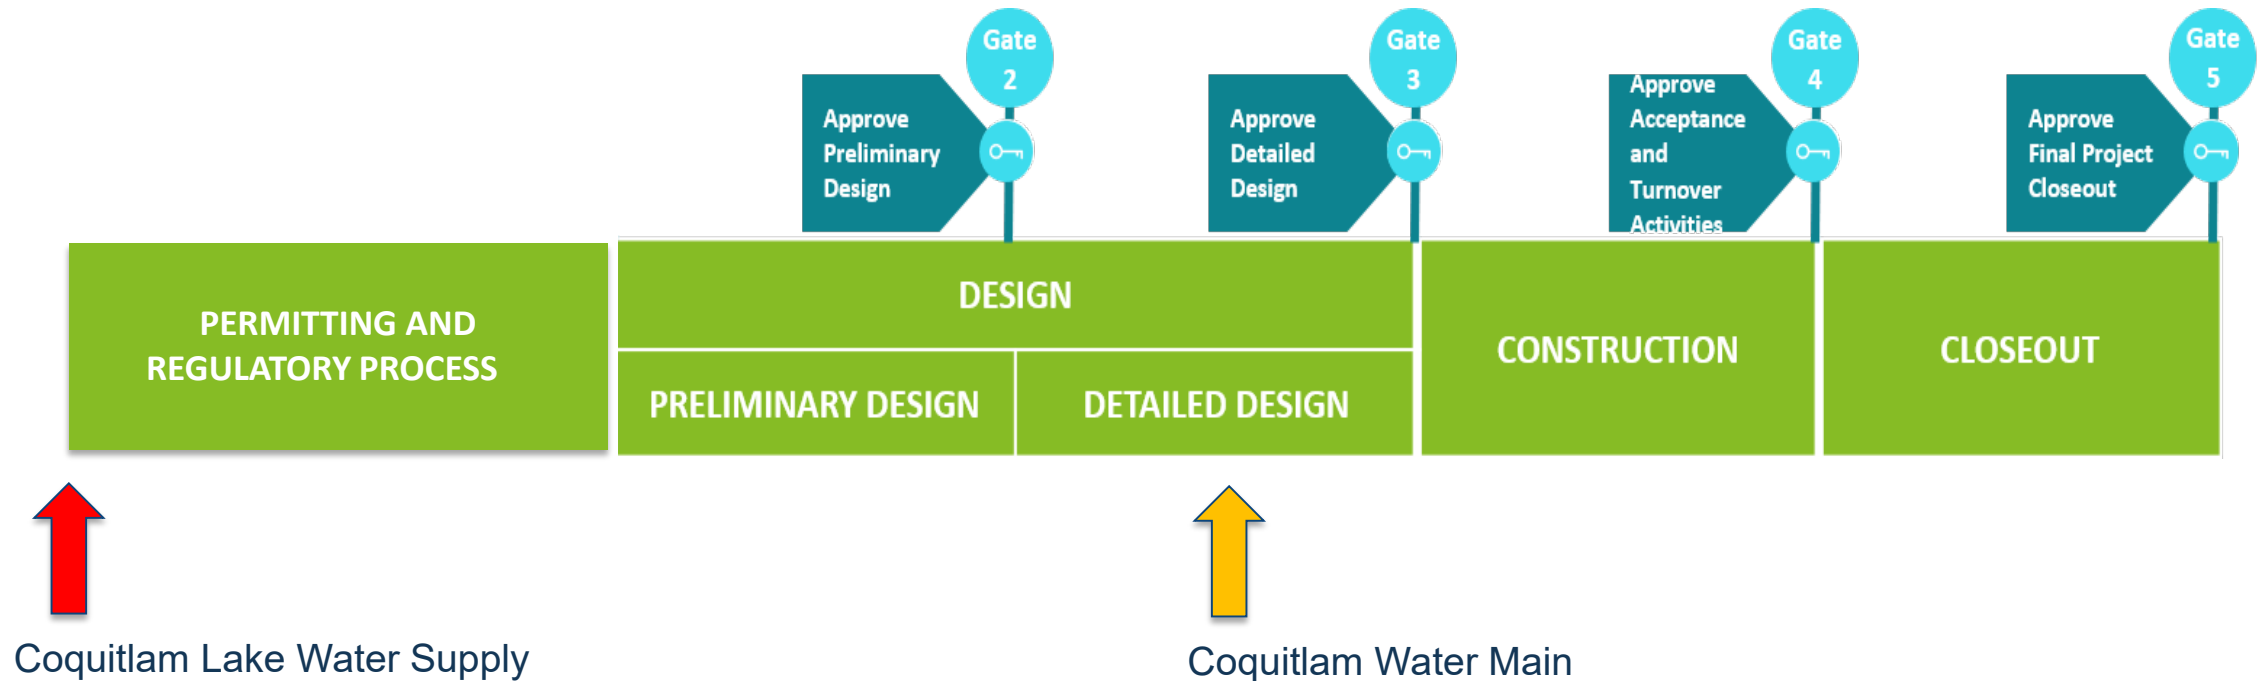 Gate
2
Approve
Preliminary
Design
Gate
3
Approve
Detailed
Design
Gate
4
Approve
Acceptance
and
Turnover
Activities
Gate
5
Approve
Final Project
Closeout
PERMITTING AND
REGULATORY PROCESS
DESIGN
PRELIMINARY DESIGN
DETAILED DESIGN
CONSTRUCTION
CLOSEOUT
Coquitlam Lake Water Supply
Coquitlam Water Main